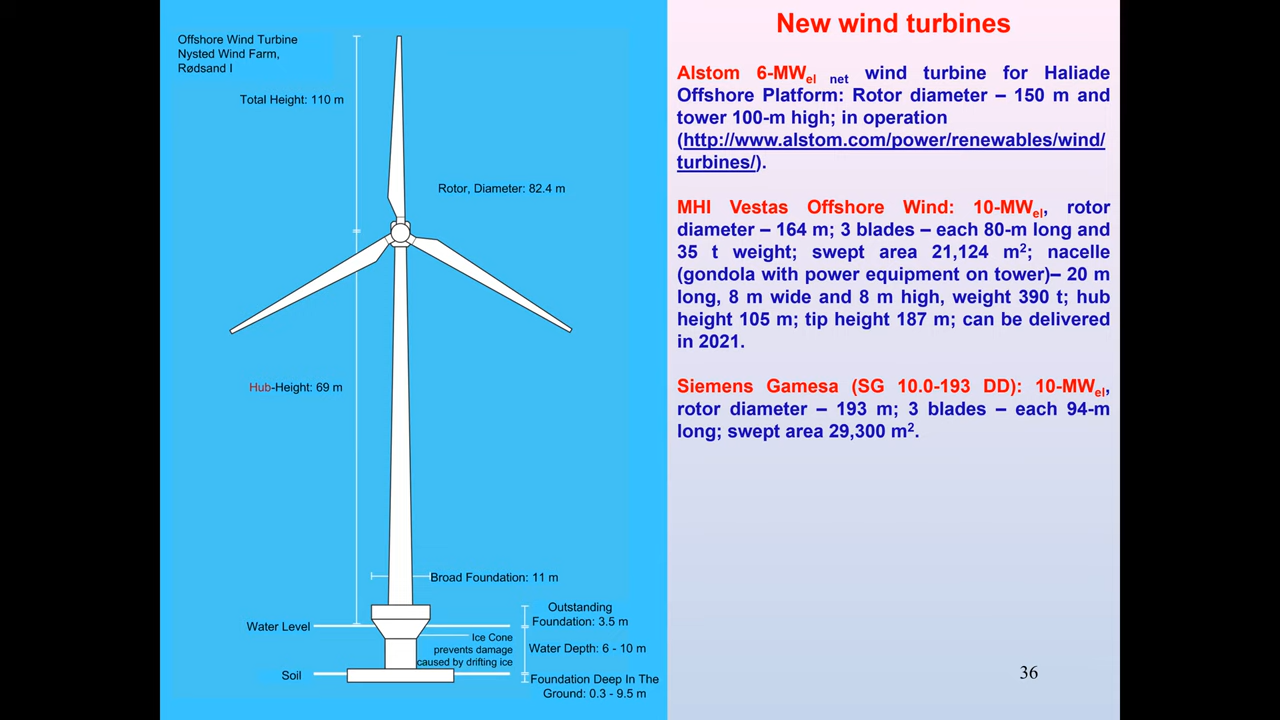 Offshore Wind Turbine
Nysted Wind Farm,
Rødsand I
Total Height: 110 m
Rotor, Diameter: 82.4 m
Hub-Height: 69 m
Broad Foundation: 11 m
Outstanding
Foundation: 3.5 m
Water Level
Ice Cone
prevents damage
caused by drifting ice
Water Depth: 6 - 10 m
Soil
Foundation Deep In The
Ground: 0.3 - 9.5 m
New wind turbines
Alstom 6-MWel net wind turbine for Haliade
Offshore Platform: Rotor diameter – 150 m and
tower 100-m high; in operation
(http://www.alstom.com/power/renewables/wind/
turbines/).
MHI Vestas Offshore Wind: 10-MWel, rotor
diameter – 164 m; 3 blades – each 80-m long and
35 t weight; swept area 21,124 m²; nacelle
(gondola with power equipment on tower)– 20 m
long, 8 m wide and 8 m high, weight 390 t; hub
height 105 m; tip height 187 m; can be delivered
in 2021.
Siemens Gamesa (SG 10.0-193 DD): 10-MWel,
rotor diameter – 193 m; 3 blades – each 94-m
long; swept area 29,300 m².
36